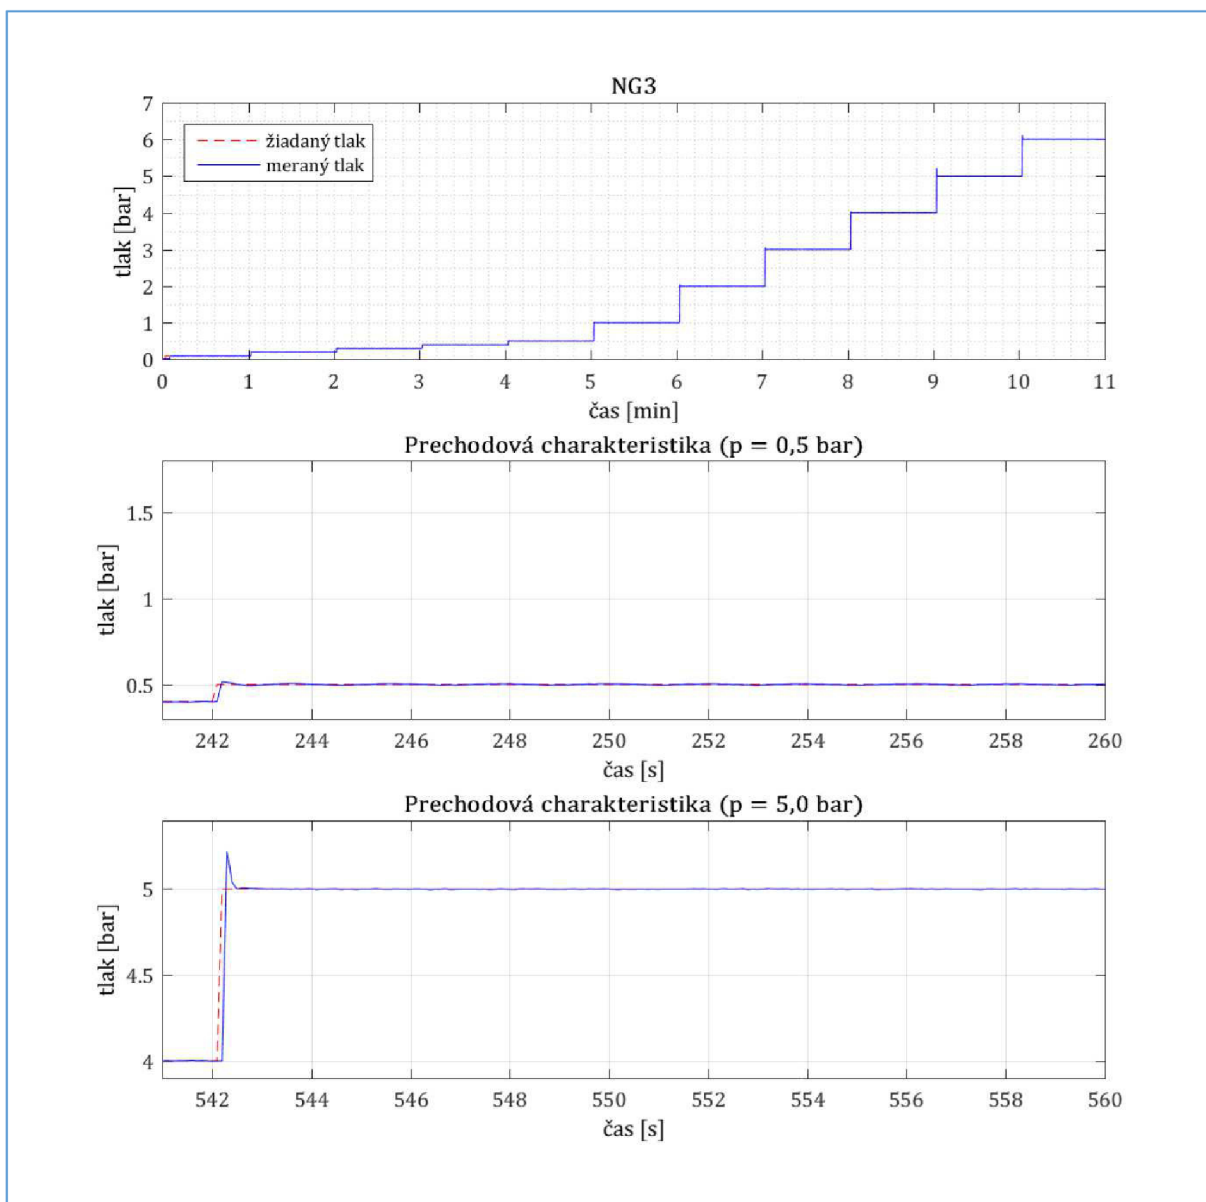 NG3
7
6
5
4
3
2
1
0
tlak [bar]
žiadaný tlak
meraný tlak
0 1 2 3 4 5 6 7 8 9 10 11
čas [min]
Prechodová charakteristika (p = 0,5 bar)
1.5
1
0.5
tlak [bar]
242 244 246 248 250 252 254 256 258 260
čas [s]
Prechodová charakteristika (p = 5,0 bar)
5
4.5
4
tlak [bar]
542 544 546 548 550 552 554 556 558 560
čas [s]